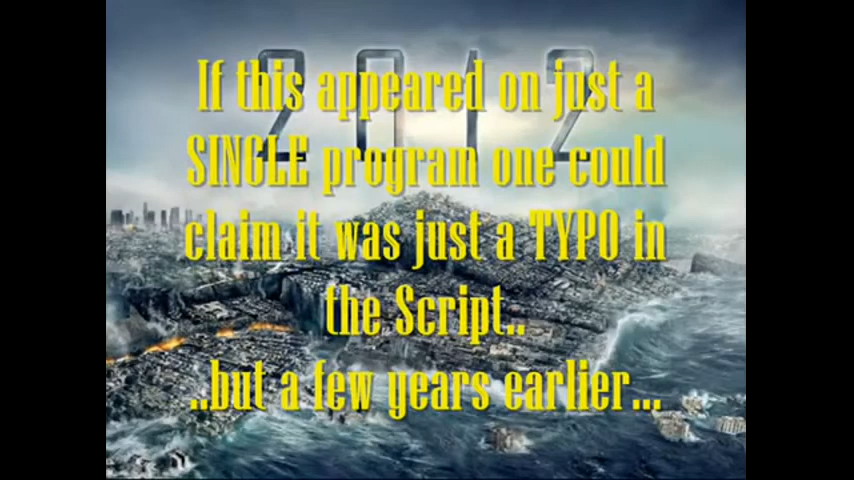 2012
If this appeared on just a
SINGLE program one could
claim it was just a TYPO in
the Script..
..but a few years earlier...